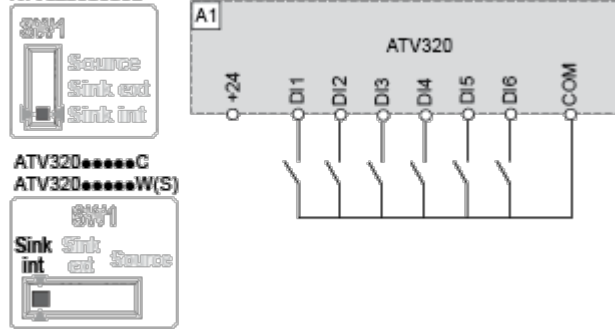 SW1
Source
Sink ext
Sink int
ATV320●●●●●C
ATV320●●●●●W(S)
SW1
Sink int
Sink ext
Source
A1
ATV320
+24
DI1
DI2
DI3
DI4
DI5
DI6
COM